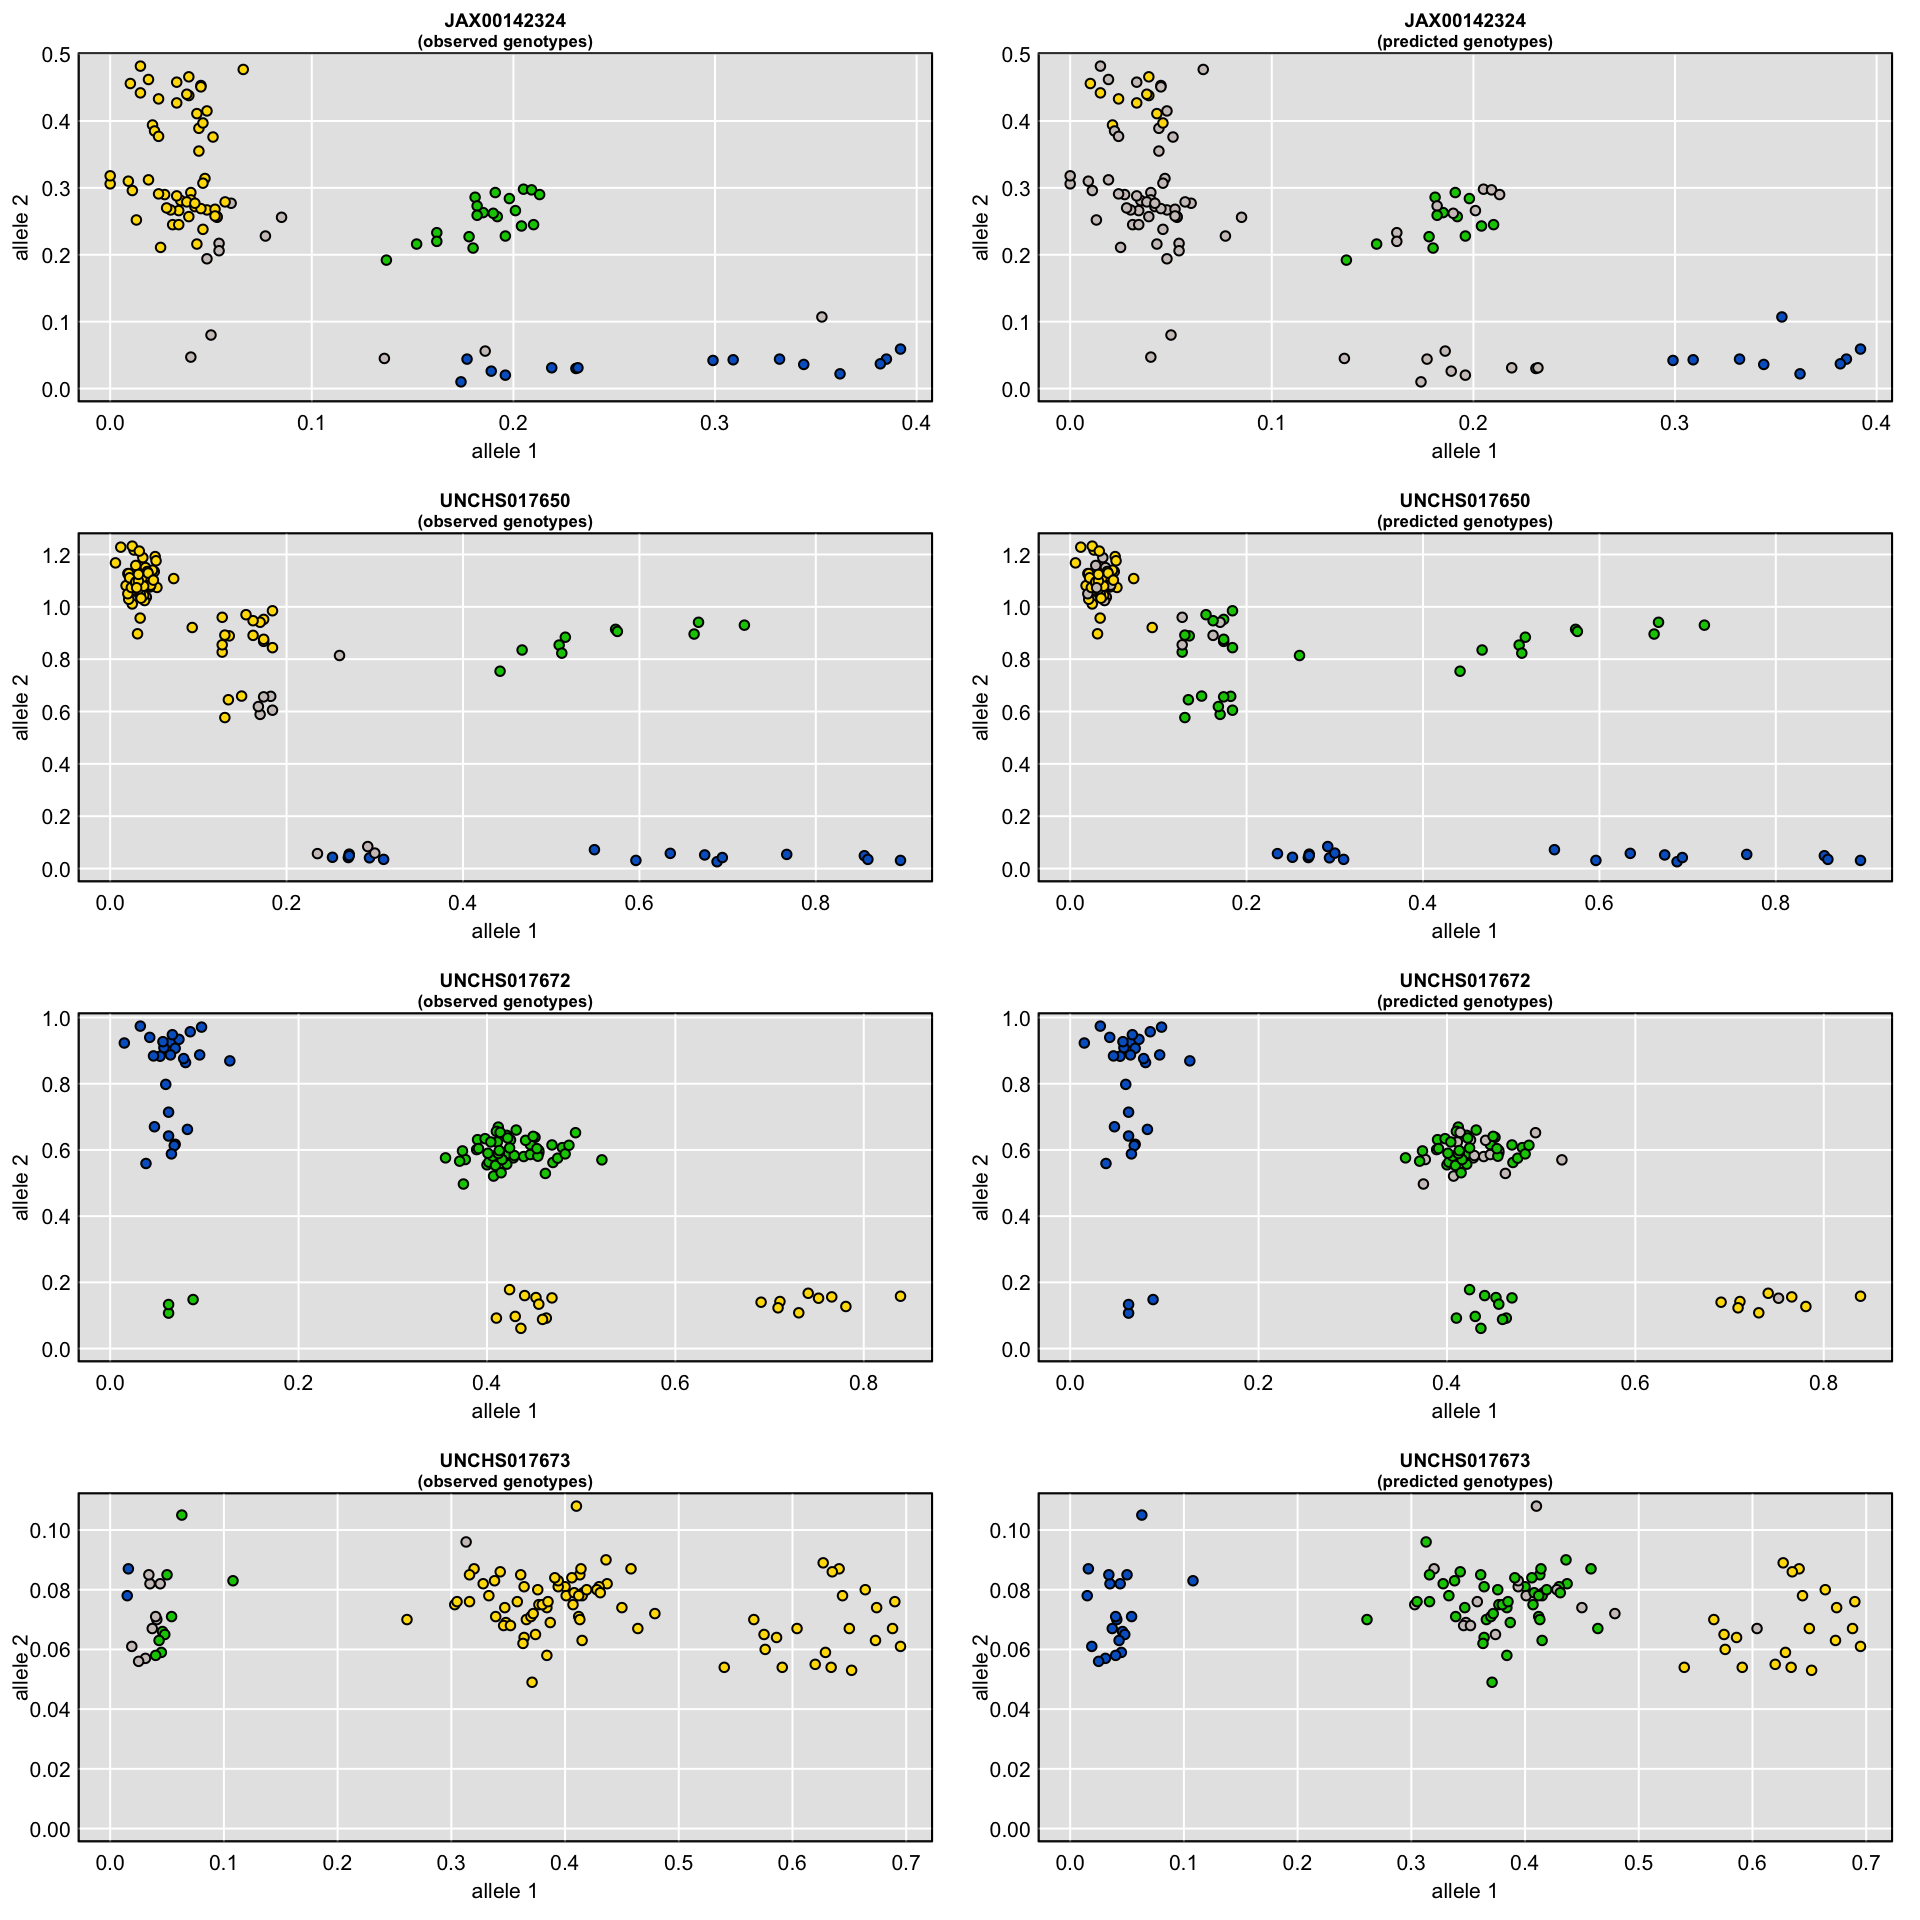 JAX00142324
(observed genotypes)
0.5
0.4
0.3
0.2
0.1
0.0
allele 2
0.0 0.1 0.2 0.3 0.4
allele 1
JAX00142324
(predicted genotypes)
0.5
0.4
0.3
0.2
0.1
0.0
allele 2
0.0 0.1 0.2 0.3 0.4
allele 1
UNCHS017650
(observed genotypes)
1.2
1.0
0.8
0.6
0.4
0.2
0.0
allele 2
0.0 0.2 0.4 0.6 0.8
allele 1
UNCHS017650
(predicted genotypes)
1.2
1.0
0.8
0.6
0.4
0.2
0.0
allele 2
0.0 0.2 0.4 0.6 0.8
allele 1
UNCHS017672
(observed genotypes)
1.0
0.8
0.6
0.4
0.2
0.0
allele 2
0.0 0.2 0.4 0.6 0.8
allele 1
UNCHS017672
(predicted genotypes)
1.0
0.8
0.6
0.4
0.2
0.0
allele 2
0.0 0.2 0.4 0.6 0.8
allele 1
UNCHS017673
(observed genotypes)
0.10
0.08
0.06
0.04
0.02
0.00
allele 2
0.0 0.1 0.2 0.3 0.4 0.5 0.6 0.7
allele 1
UNCHS017673
(predicted genotypes)
0.10
0.08
0.06
0.04
0.02
0.00
allele 2
0.0 0.1 0.2 0.3 0.4 0.5 0.6 0.7
allele 1